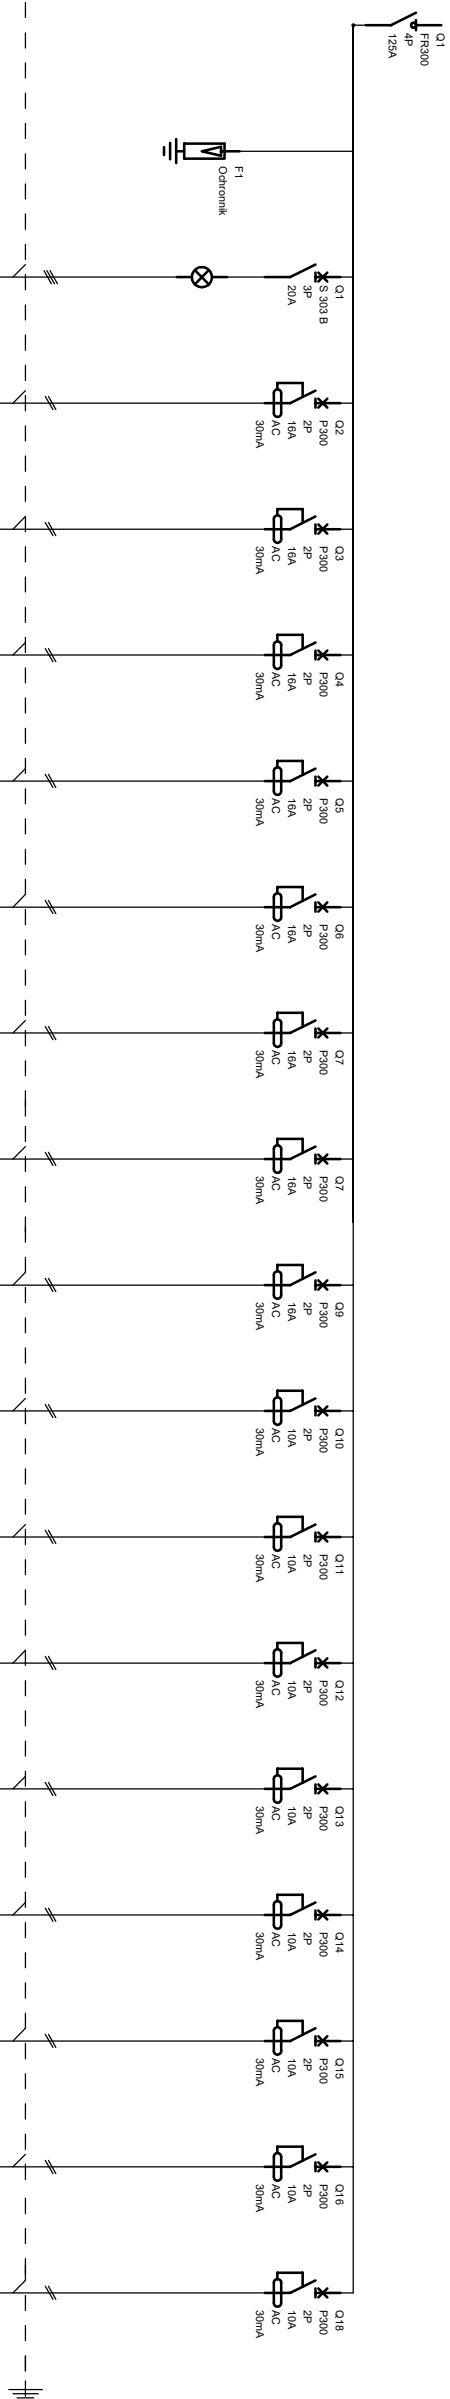 Q1
FR300
4P
125A
F1
Ochronnik
Q1
S 303 B
3P
20A
Q2
P300
2P
16A
AC
30mA
Q3
P300
2P
16A
AC
30mA
Q4
P300
2P
16A
AC
30mA
Q5
P300
2P
16A
AC
30mA
Q6
P300
2P
16A
AC
30mA
Q7
P300
2P
16A
AC
30mA
Q7
P300
2P
16A
AC
30mA
Q9
P300
2P
16A
AC
30mA
Q10
P300
2P
10A
AC
30mA
Q11
P300
2P
10A
AC
30mA
Q12
P300
2P
10A
AC
30mA
Q13
P300
2P
10A
AC
30mA
Q14
P300
2P
10A
AC
30mA
Q15
P300
2P
10A
AC
30mA
Q16
P300
2P
10A
AC
30mA
Q18
P300
2P
10A
AC
30mA